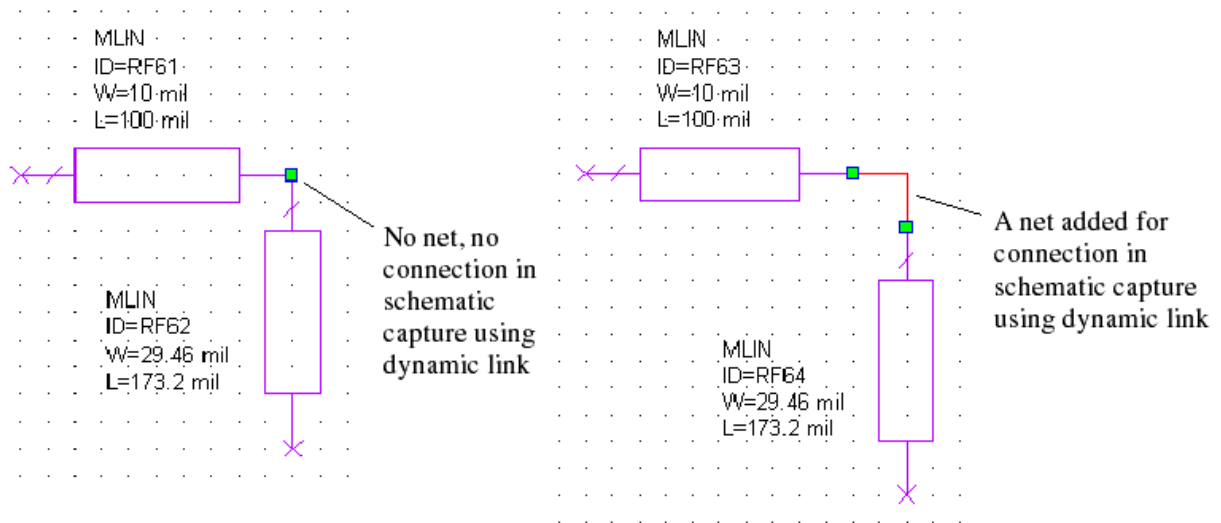 MLIN
ID=RF61
W=10 mil
L=100 mil
No net, no
connection in
schematic
capture using
dynamic link
MLIN
ID=RF62
W=29.46 mil
L=173.2 mil
MLIN
ID=RF63
W=10 mil
L=100 mil
A net added for
connection in
schematic capture
using dynamic link
MLIN
ID=RF64
W=29.46 mil
L=173.2 mil